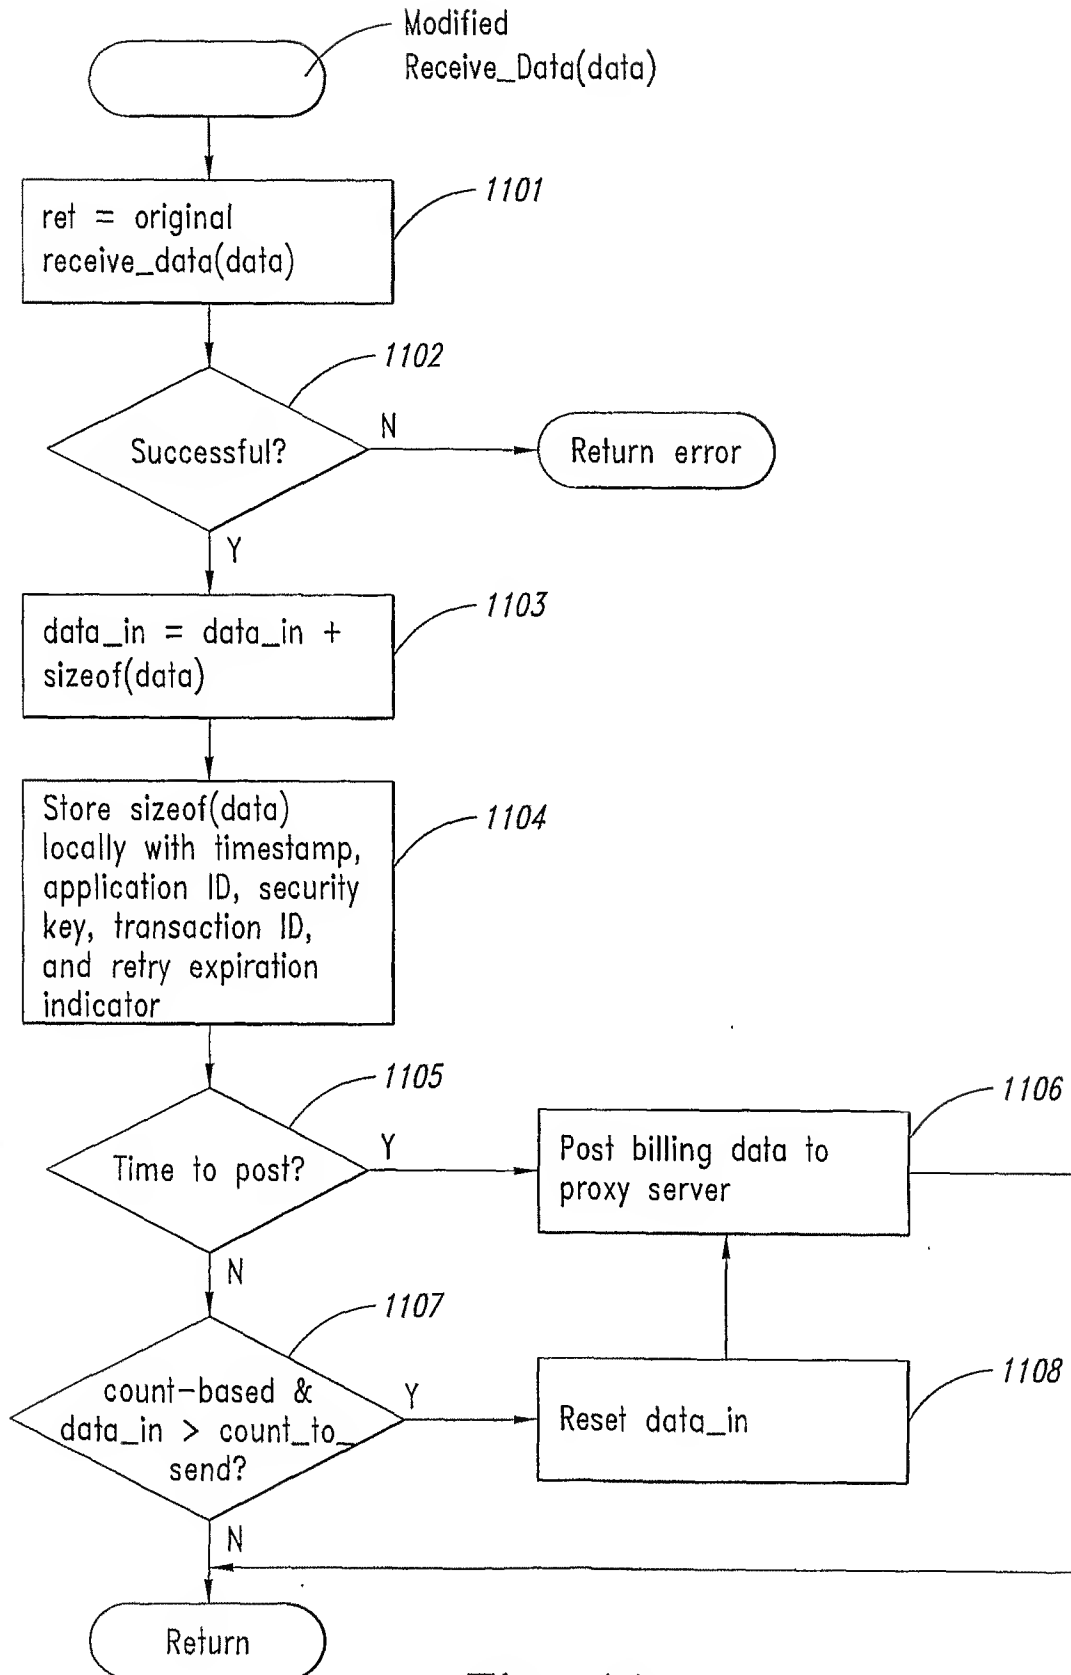 Modified
Receive_Data(data)
1101
ret = original
receive_data(data)
1102
Successful?
N
Return error
Y
1103
data_in = data_in +
sizeof(data)
1104
Store sizeof(data)
locally with timestamp,
application ID, security
key, transaction ID,
and retry expiration
indicator
1105
Time to post?
Y
1106
Post billing data to
proxy server
N
1107
count-based &
data_in > count_to_
send?
Y
1108
Reset data_in
N
Return